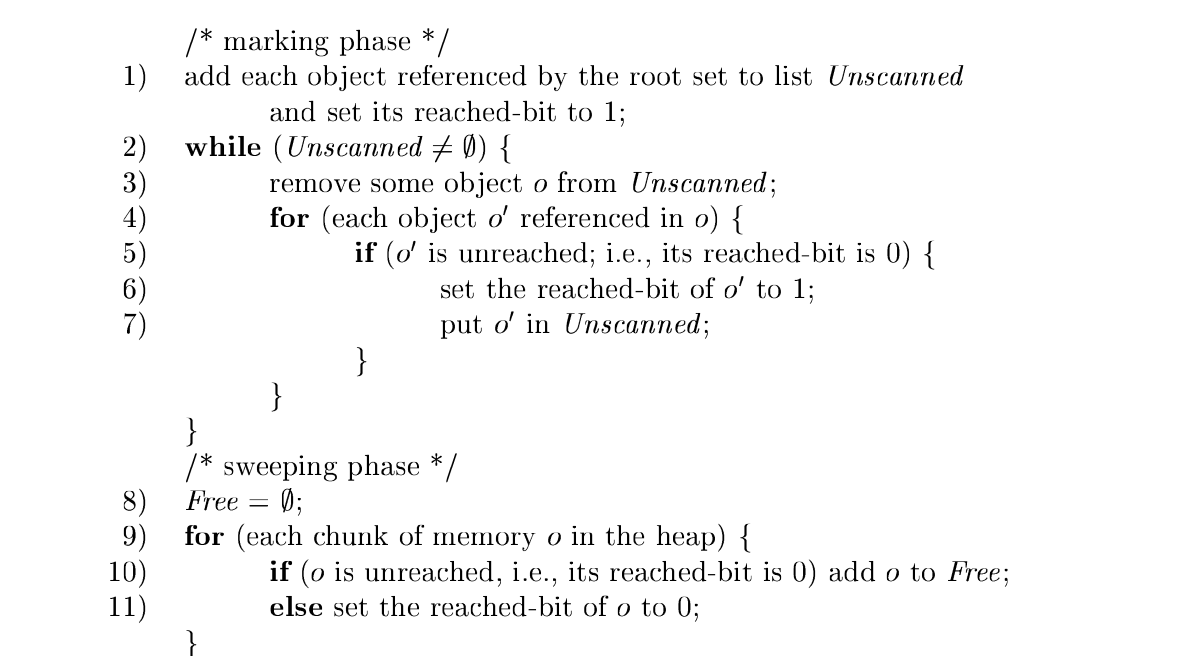 /* marking phase */
1) add each object referenced by the root set to list Unscanned
and set its reached-bit to 1;
2) while (Unscanned ≠ ∅) {
3) remove some object o from Unscanned;
4) for (each object o′ referenced in o) {
5) if (o′ is unreached; i.e., its reached-bit is 0) {
6) set the reached-bit of o′ to 1;
7) put o′ in Unscanned;
}
}
}
/* sweeping phase */
8) Free = ∅;
9) for (each chunk of memory o in the heap) {
10) if (o is unreached, i.e., its reached-bit is 0) add o to Free;
11) else set the reached-bit of o to 0;
}